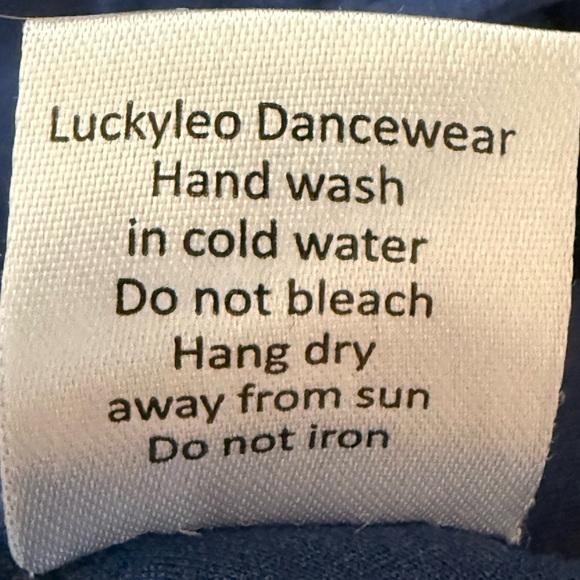 Luckyleo Dancewear
Hand wash
in cold water
Do not bleach
Hang dry
away from sun
Do not iron